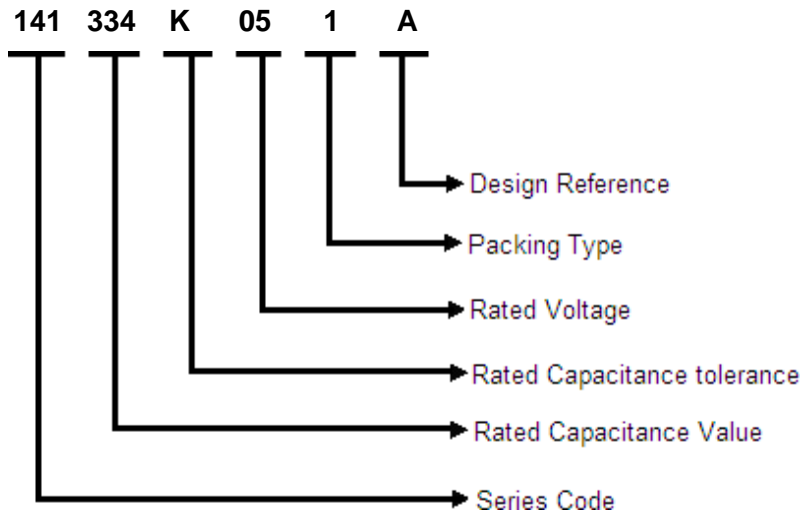 141 334 K 05 1 A
Design Reference
Packing Type
Rated Voltage
Rated Capacitance tolerance
Rated Capacitance Value
Series Code